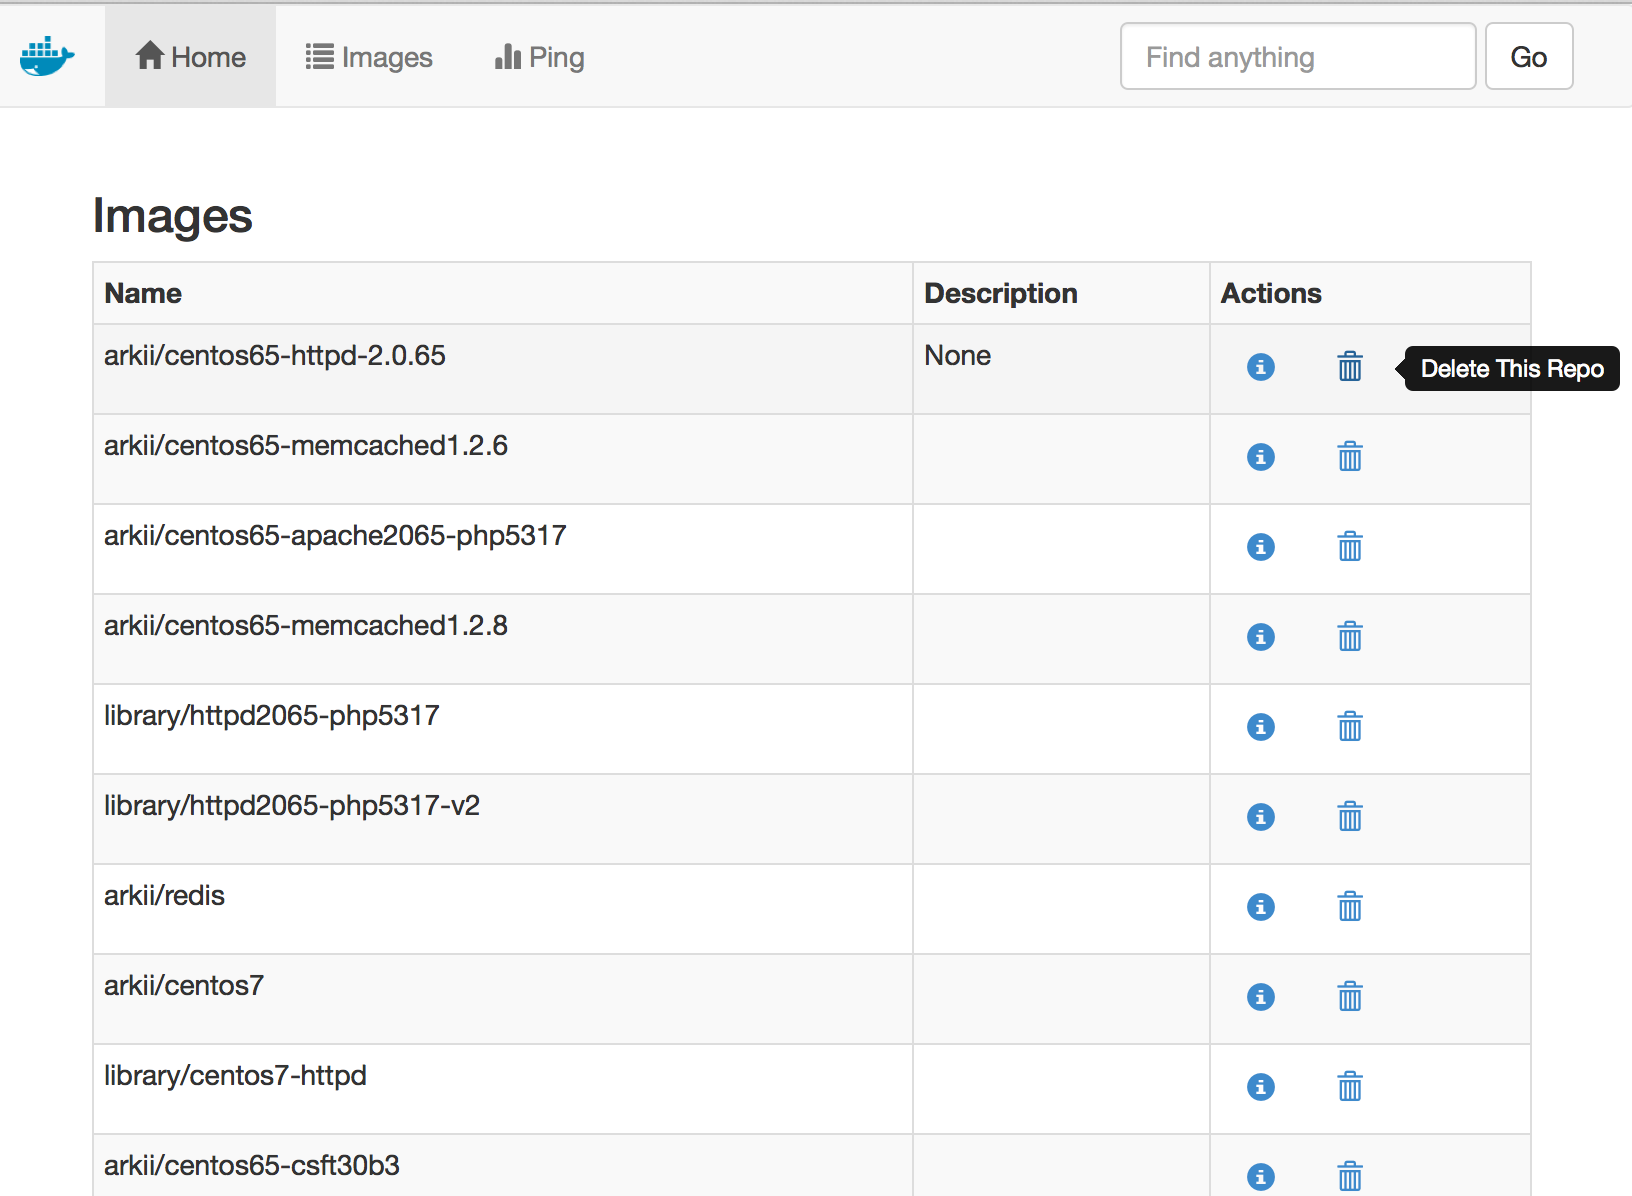 Home Images Ping Find anything Go
Images
Name Description Actions
arkii/centos65-httpd-2.0.65 None Delete This Repo
arkii/centos65-memcached1.2.6
arkii/centos65-apache2065-php5317
arkii/centos65-memcached1.2.8
library/httpd2065-php5317
library/httpd2065-php5317-v2
arkii/redis
arkii/centos7
library/centos7-httpd
arkii/centos65-csft30b3